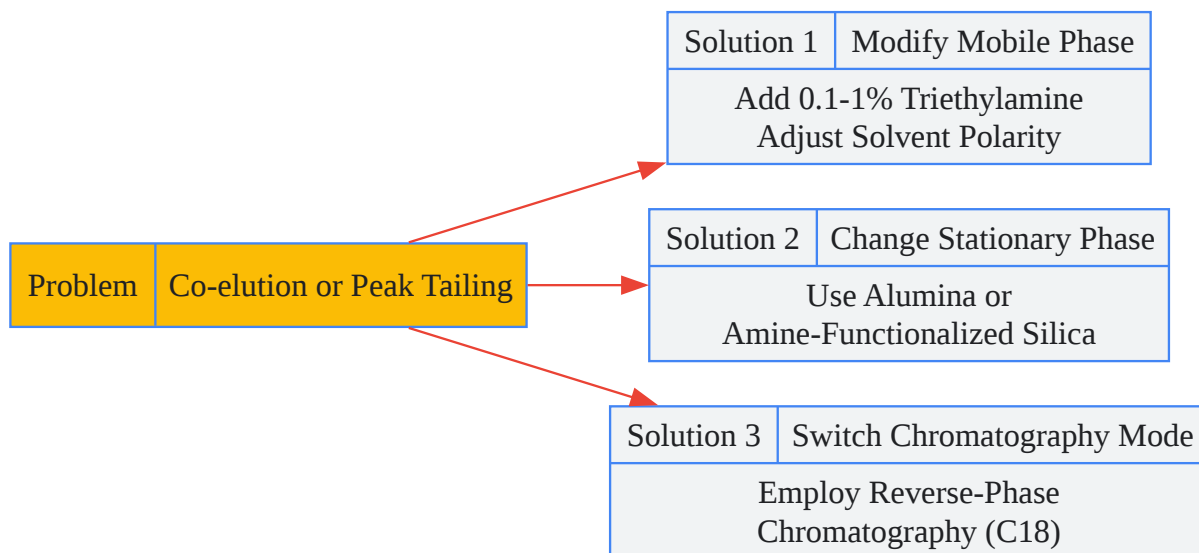 Problem
Co-elution or Peak Tailing
Solution 1
Modify Mobile Phase
Add 0.1-1% Triethylamine
Adjust Solvent Polarity
Solution 2
Change Stationary Phase
Use Alumina or
Amine-Functionalized Silica
Solution 3
Switch Chromatography Mode
Employ Reverse-Phase
Chromatography (C18)